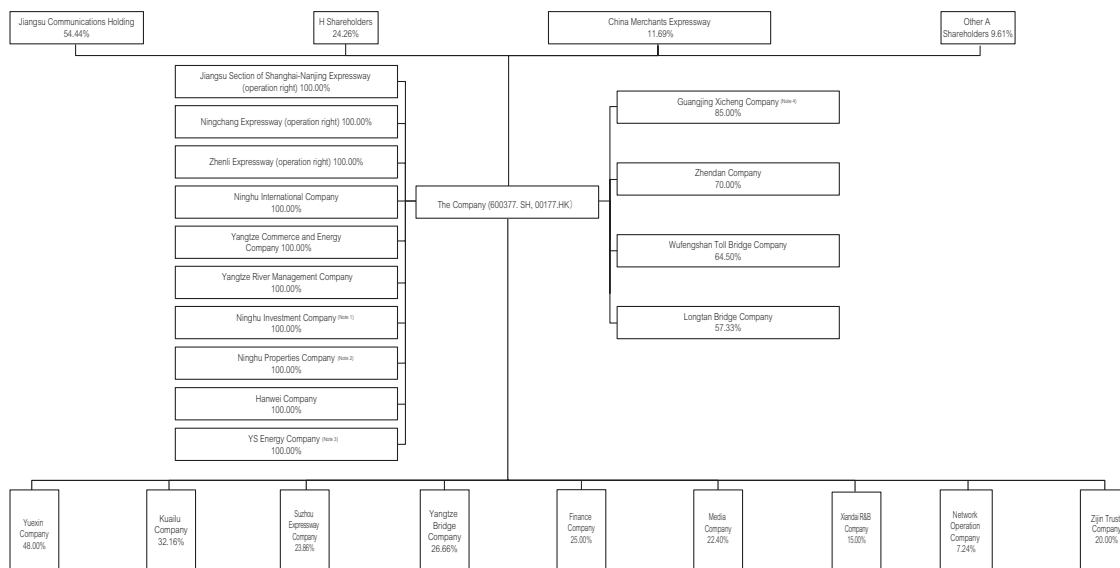 Jiangsu Communications Holding
54.44%
H Shareholders
24.26%
China Merchants Expressway
11.69%
Other A
Shareholders 9.61%
Jiangsu Section of Shanghai-Nanjing Expressway
(operation right) 100.00%
Ningchang Expressway (operation right) 100.00%
Zhenli Expressway (operation right) 100.00%
Ninghu International Company
100.00%
Yangtze Commerce and Energy
Company 100.00%
Yangtze River Management Company
100.00%
Ninghu Investment Company (Note 1)
100.00%
Ninghu Properties Company (Note 2)
100.00%
Hanwei Company
100.00%
YS Energy Company (Note 3)
100.00%
The Company (600377. SH, 00177.HK)
Guangjing Xicheng Company (Note 4)
85.00%
Zhendan Company
70.00%
Wufengshan Toll Bridge Company
64.50%
Longtan Bridge Company
57.33%
Yuexin
Company
48.00%
Kuailu
Company
32.16%
Suzhou
Expressway
Company
23.86%
Yangtze
Bridge
Company
26.66%
Finance
Company
25.00%
Media
Company
22.40%
Xiandai R&B
Company
15.00%
Network
Operation
Company
7.24%
Zijin Trust
Company
20.00%